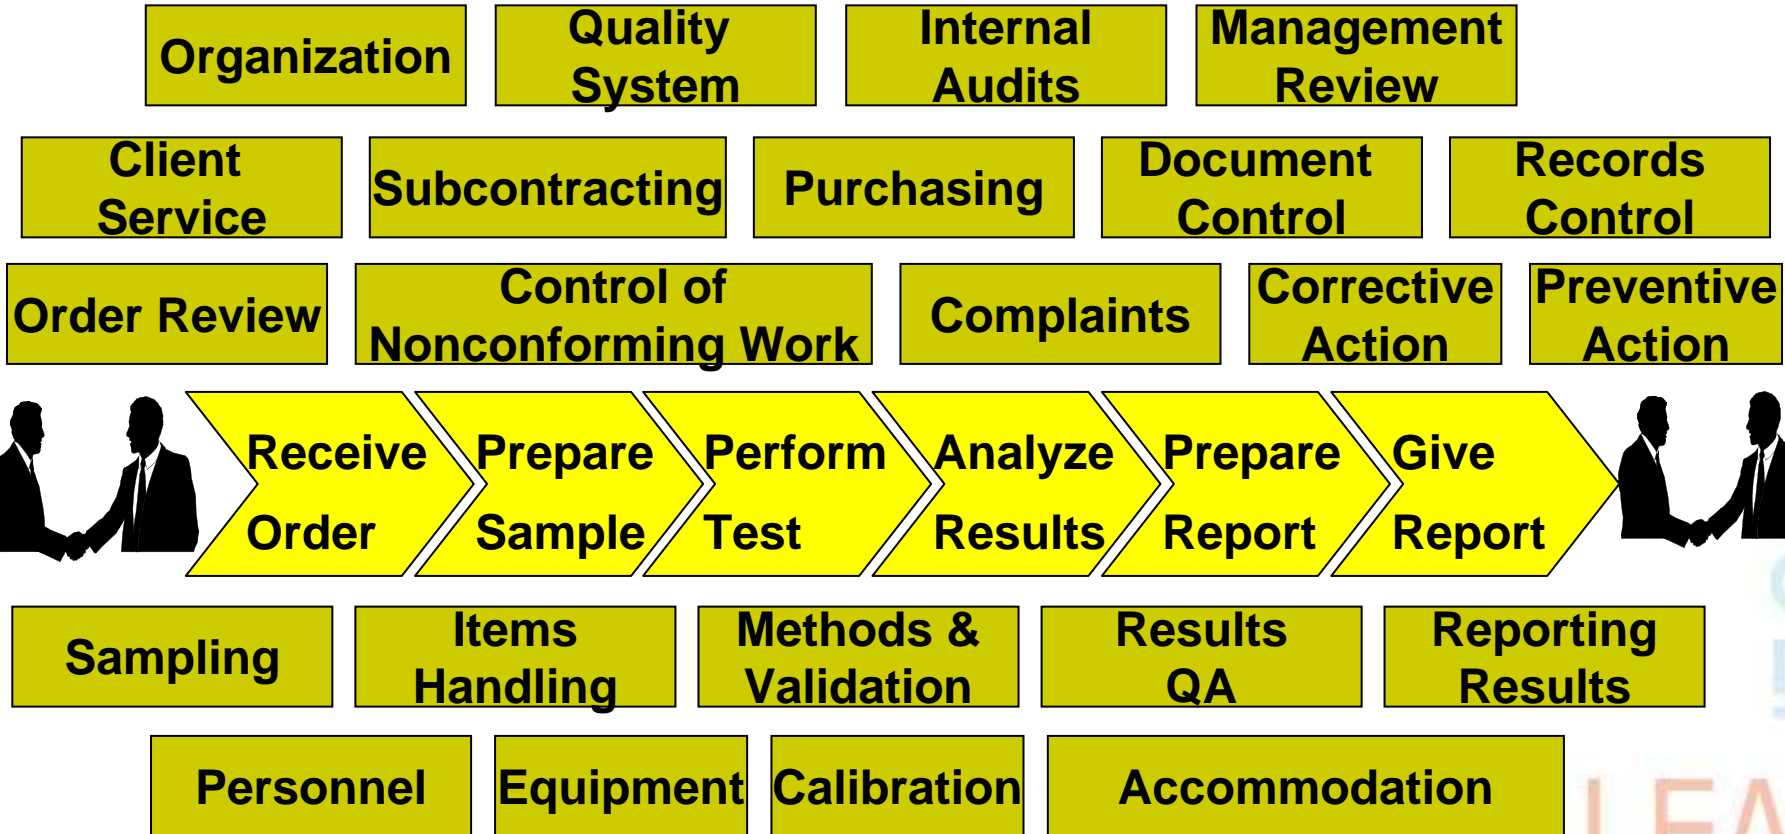 Organization
Quality
System
Internal
Audits
Management
Review
Client
Service
Subcontracting
Purchasing
Document
Control
Records
Control
Order Review
Control of
Nonconforming Work
Complaints
Corrective
Action
Preventive
Action
Receive
Order
Prepare
Sample
Perform
Test
Analyze
Results
Prepare
Report
Give
Report
Sampling
Items
Handling
Methods &
Validation
Results
QA
Reporting
Results
Personnel
Equipment
Calibration
Accommodation